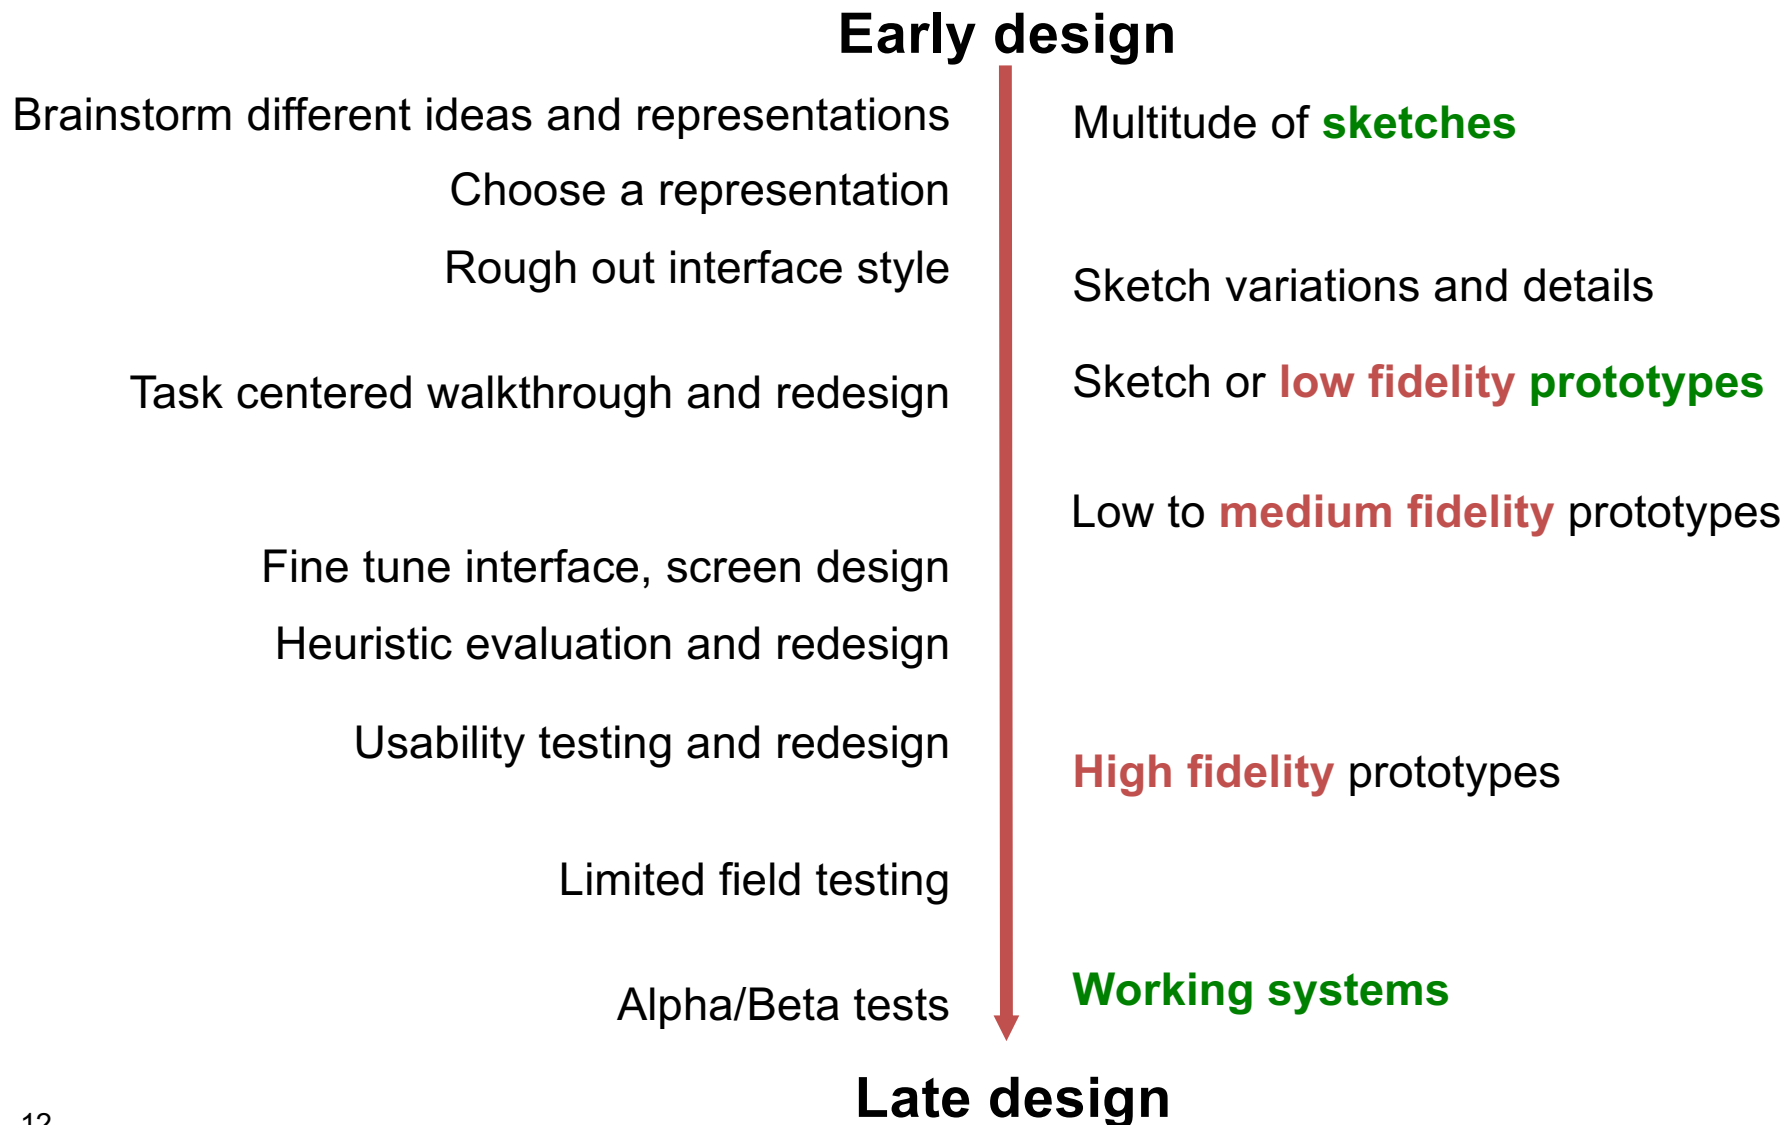 Early design
Brainstorm different ideas and representations
Multitude of sketches
Choose a representation
Rough out interface style
Sketch variations and details
Task centered walkthrough and redesign
Sketch or low fidelity prototypes
Low to medium fidelity prototypes
Fine tune interface, screen design
Heuristic evaluation and redesign
Usability testing and redesign
High fidelity prototypes
Limited field testing
Alpha/Beta tests
Working systems
Late design
12